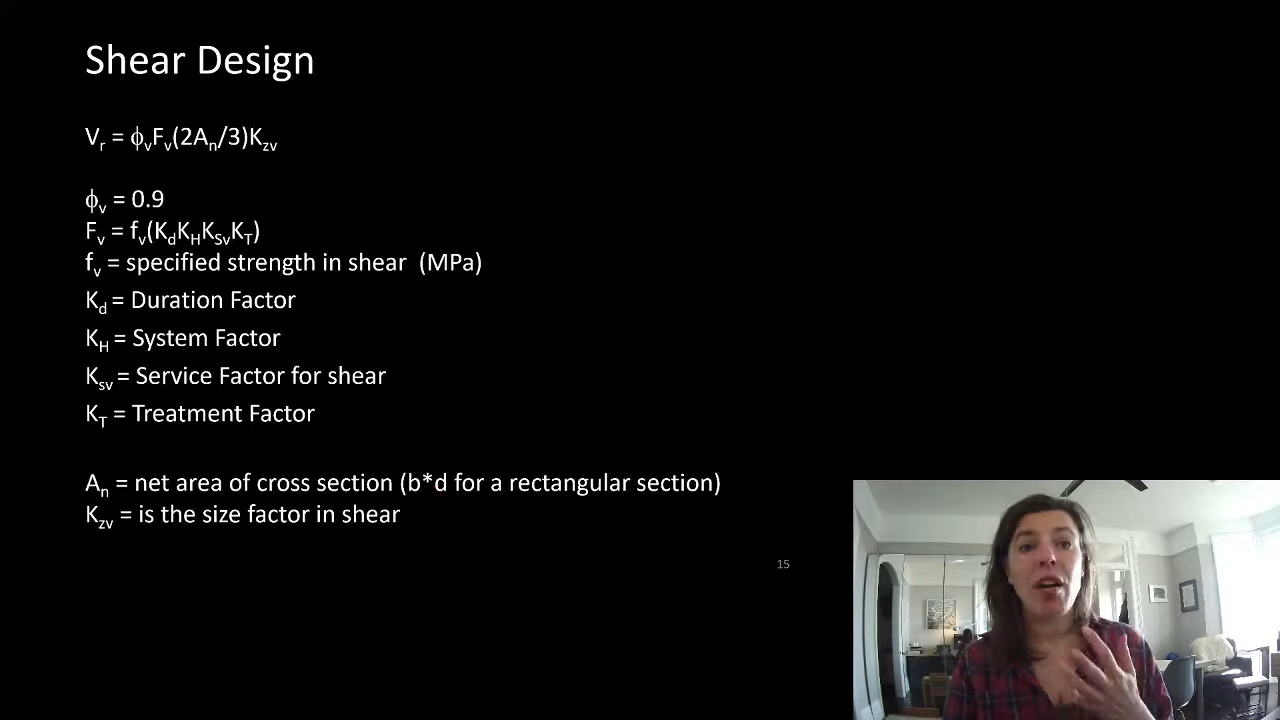 Shear Design
Vr = ϕvFv(2An/3)Kzv
ϕv = 0.9
Fv = fv(KdKHKSvKT)
fv = specified strength in shear (MPa)
Kd = Duration Factor
KH = System Factor
Ksv = Service Factor for shear
KT = Treatment Factor
An = net area of cross section (b*d for a rectangular section)
Kzv = is the size factor in shear
15